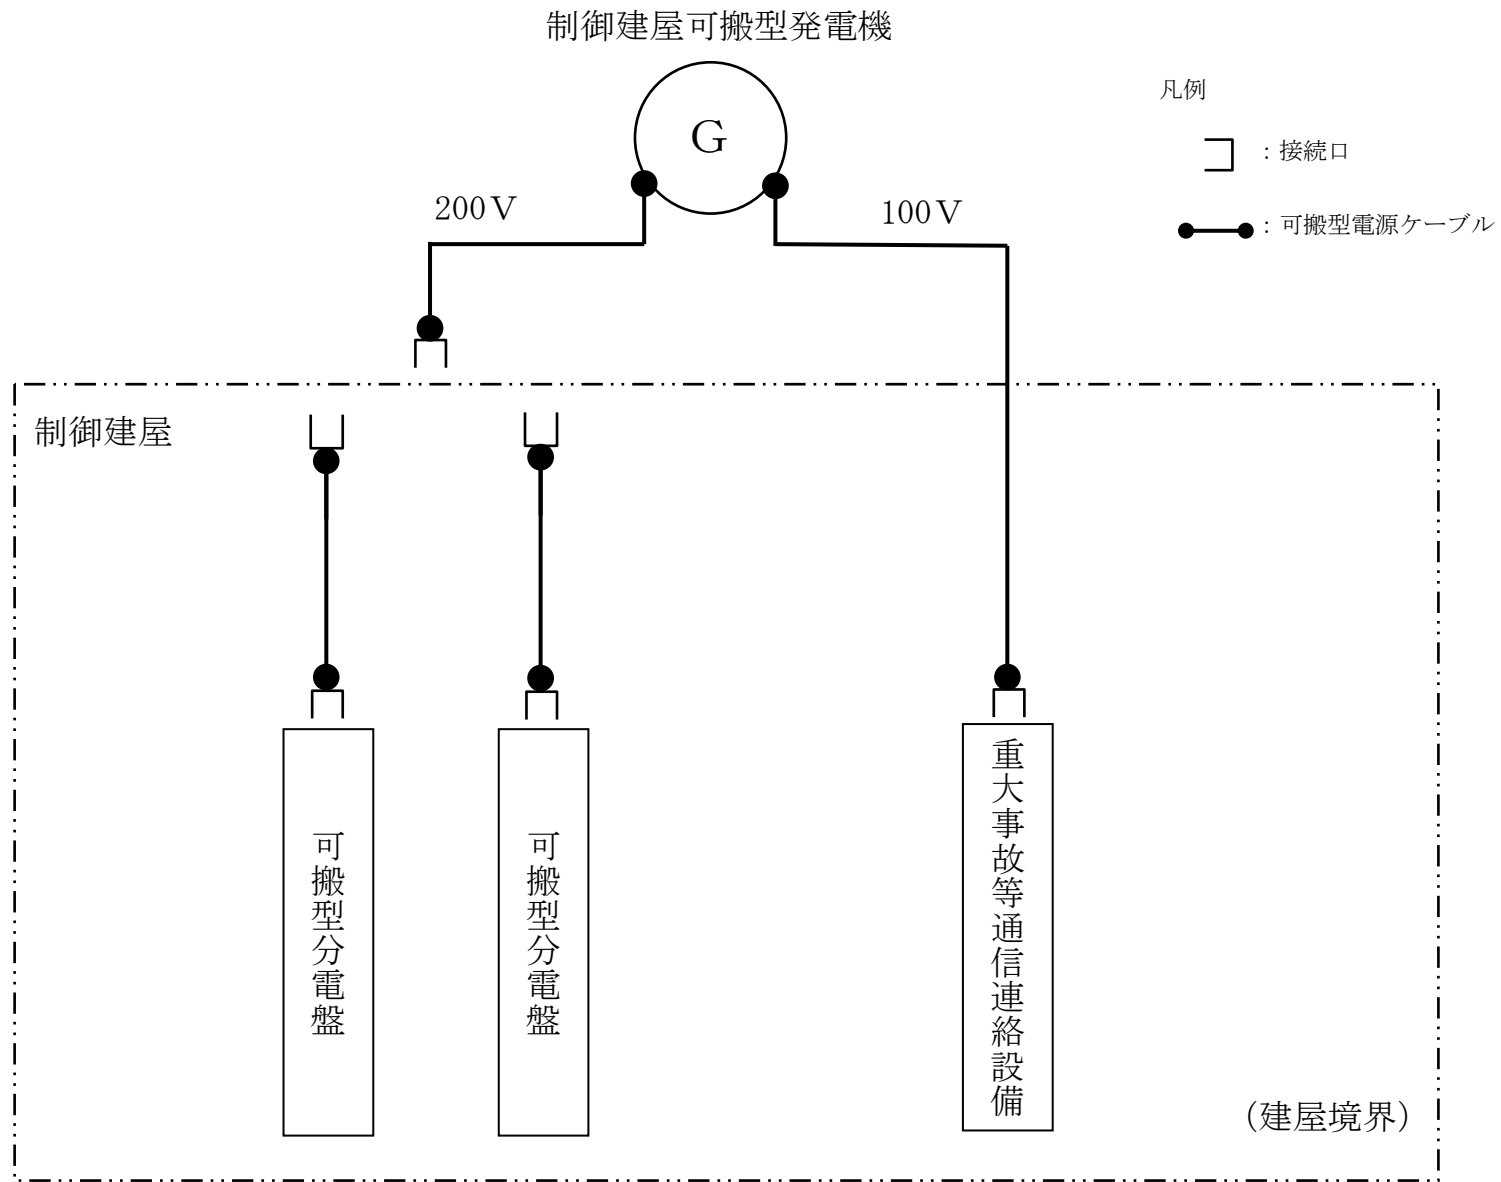 制御建屋可搬型発電機
凡例
G
:接続口
200V
100V
:可搬型電源ケーブル
制御建屋
可搬型分電盤
可搬型分電盤
重大事故等通信連絡設備
(建屋境界)